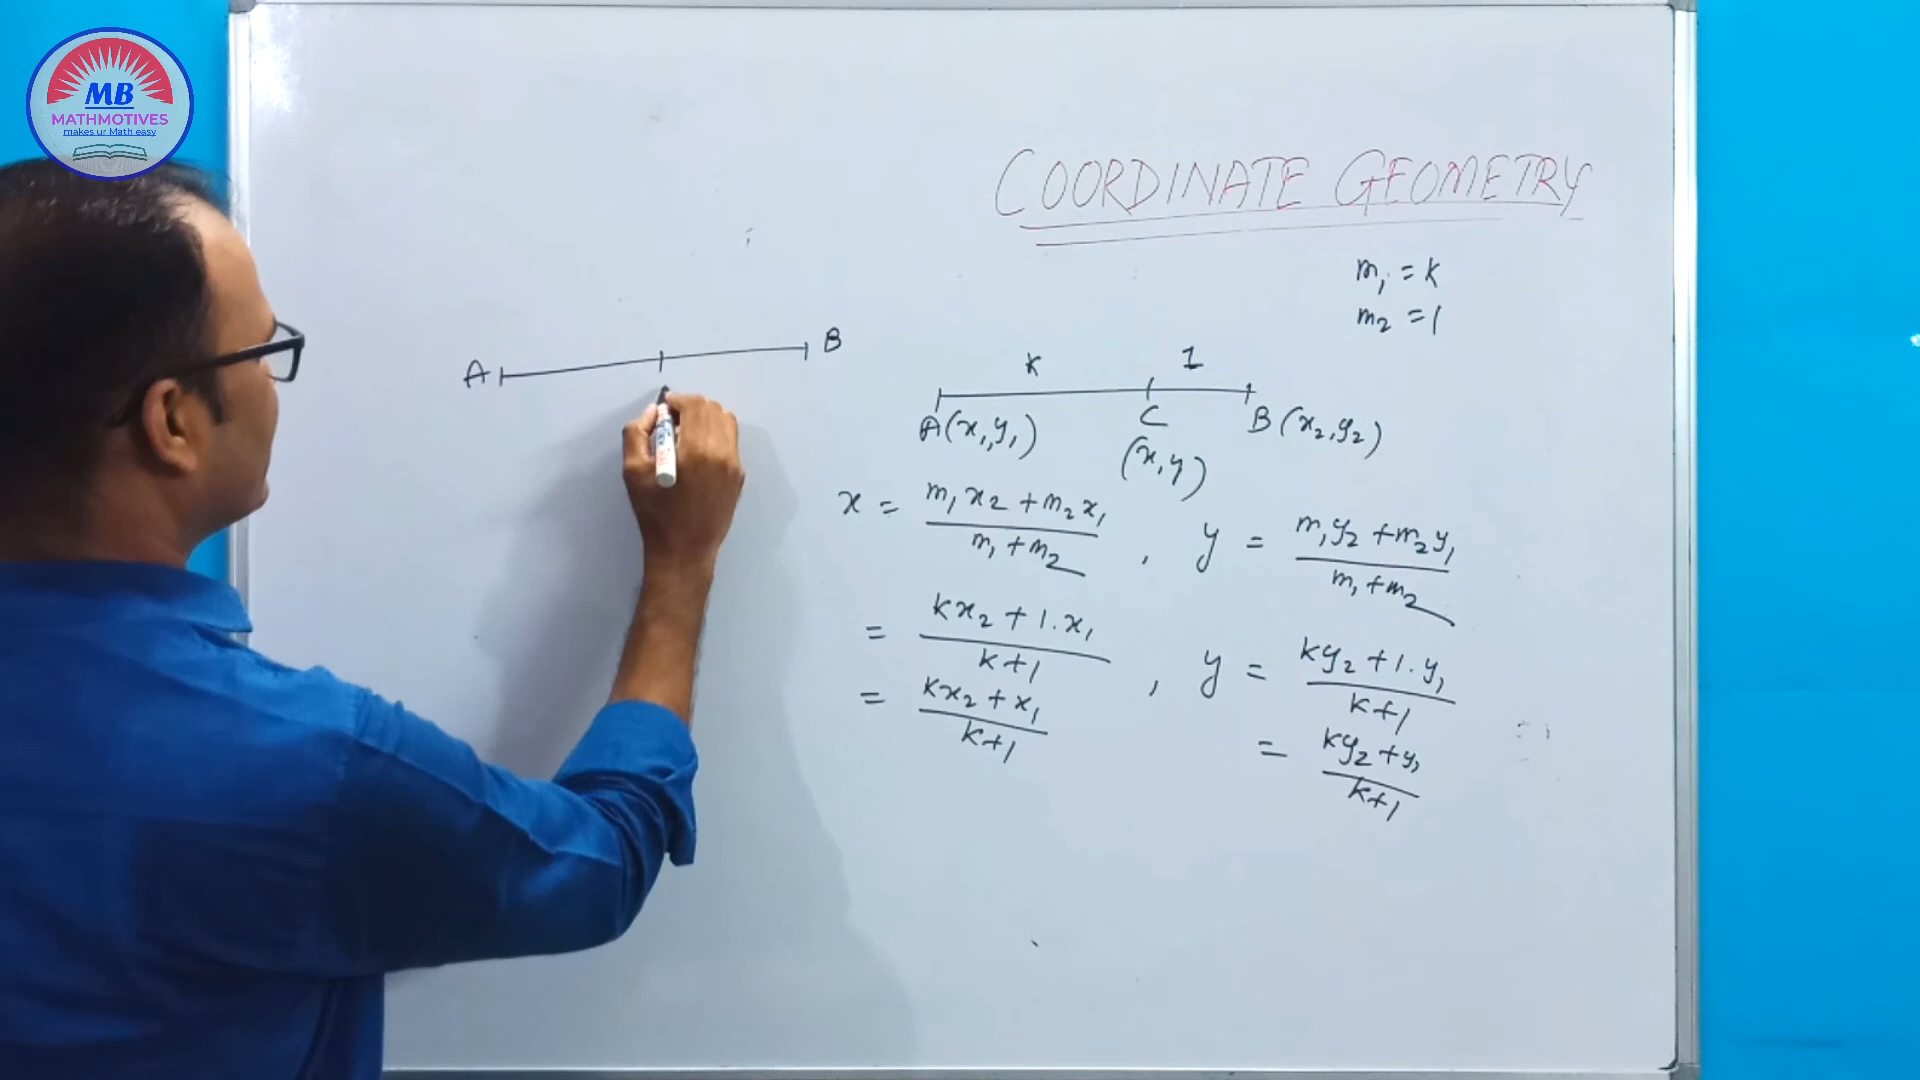 MB
MATHMOTIVES
makes ur Math easy
COORDINATE GEOMETRY
m₁ = k
m₂ = 1
A B
k 1
A(x₁,y₁) C B(x₂,y₂)
(x,y)
x = (m₁x₂ + m₂x₁)/(m₁ + m₂) , y = (m₁y₂ + m₂y₁)/(m₁ + m₂)
= (kx₂ + 1.x₁)/(k+1) , y = (ky₂ + 1.y₁)/(k+1)
= (kx₂ + x₁)/(k+1)
= (ky₂ + y₁)/(k+1)